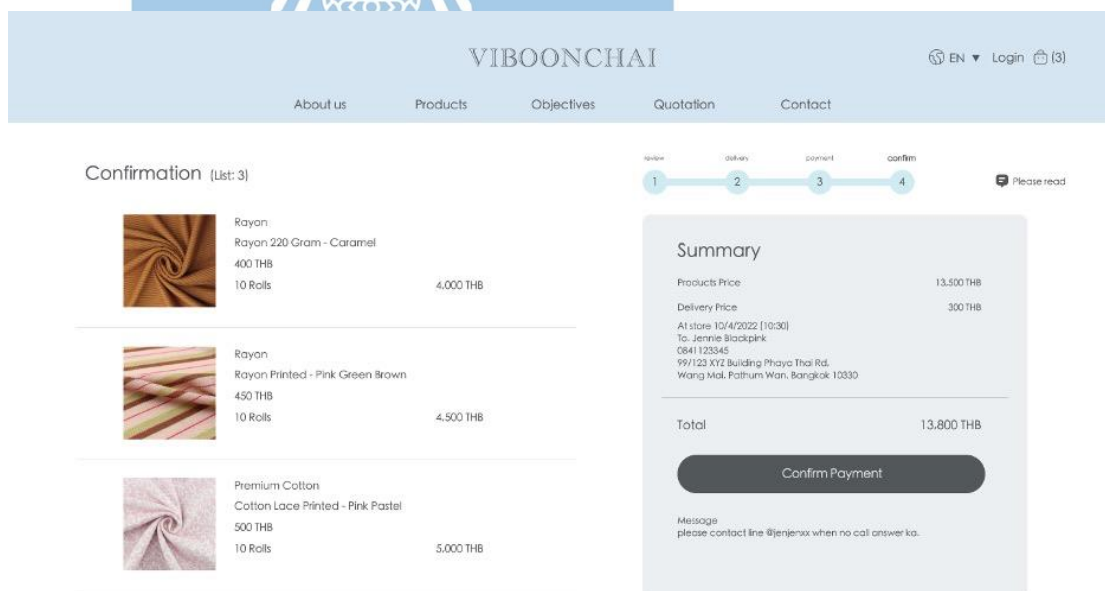 VIBOONCHAI
EN ▼ Login (3)
About us Products Objectives Quotation Contact
Confirmation (List: 3)
review delivery payment confirm
1 2 3 4
Please read
Rayon
Rayon 220 Gram - Caramel
400 THB
10 Rolls 4.000 THB
Rayon
Rayon Printed - Pink Green Brown
450 THB
10 Rolls 4.500 THB
Premium Cotton
Cotton Lace Printed - Pink Pastel
500 THB
10 Rolls 5.000 THB
Summary
Products Price 13.500 THB
Delivery Price 300 THB
At store 10/4/2022 [10:30]
To. Jennie Blackpink
0841123345
99/123 XYZ Building Phaya Thai Rd.
Wang Mai. Pathum Wan. Bangkok 10330
Total 13.800 THB
Confirm Payment
Message
please contact line @jenjenxx when no call answer ka.